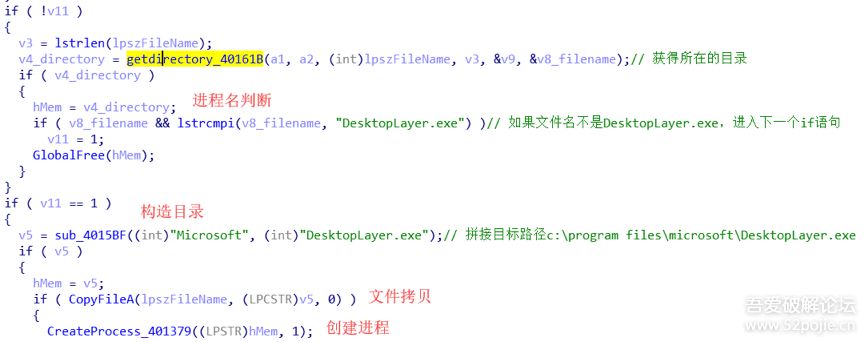 if ( !v11 )
{
v3 = lstrlen(lpszFileName);
v4_directory = getdirectory_40161B(a1, a2, (int)lpszFileName, v3, &v9, &v8_filename);// 获得所在的目录
if ( v4_directory )
{
hMem = v4_directory; 进程名判断
if ( v8_filename && lstrcmpi(v8_filename, "DesktopLayer.exe") )// 如果文件名不是DesktopLayer.exe，进入下一个if语句
v11 = 1;
GlobalFree(hMem);
}
}
if ( v11 == 1 )
{ 构造目录
v5 = sub_4015BF((int)"Microsoft", (int)"DesktopLayer.exe");// 拼接目标路径c:\program files\microsoft\DesktopLayer.exe
if ( v5 )
{
hMem = v5;
if ( CopyFileA(lpszFileName, (LPCSTR)v5, 0) ) 文件拷贝
{
CreateProcess_401379((LPSTR)hMem, 1); 创建进程
吾爱破解论坛
www.52pojie.cn